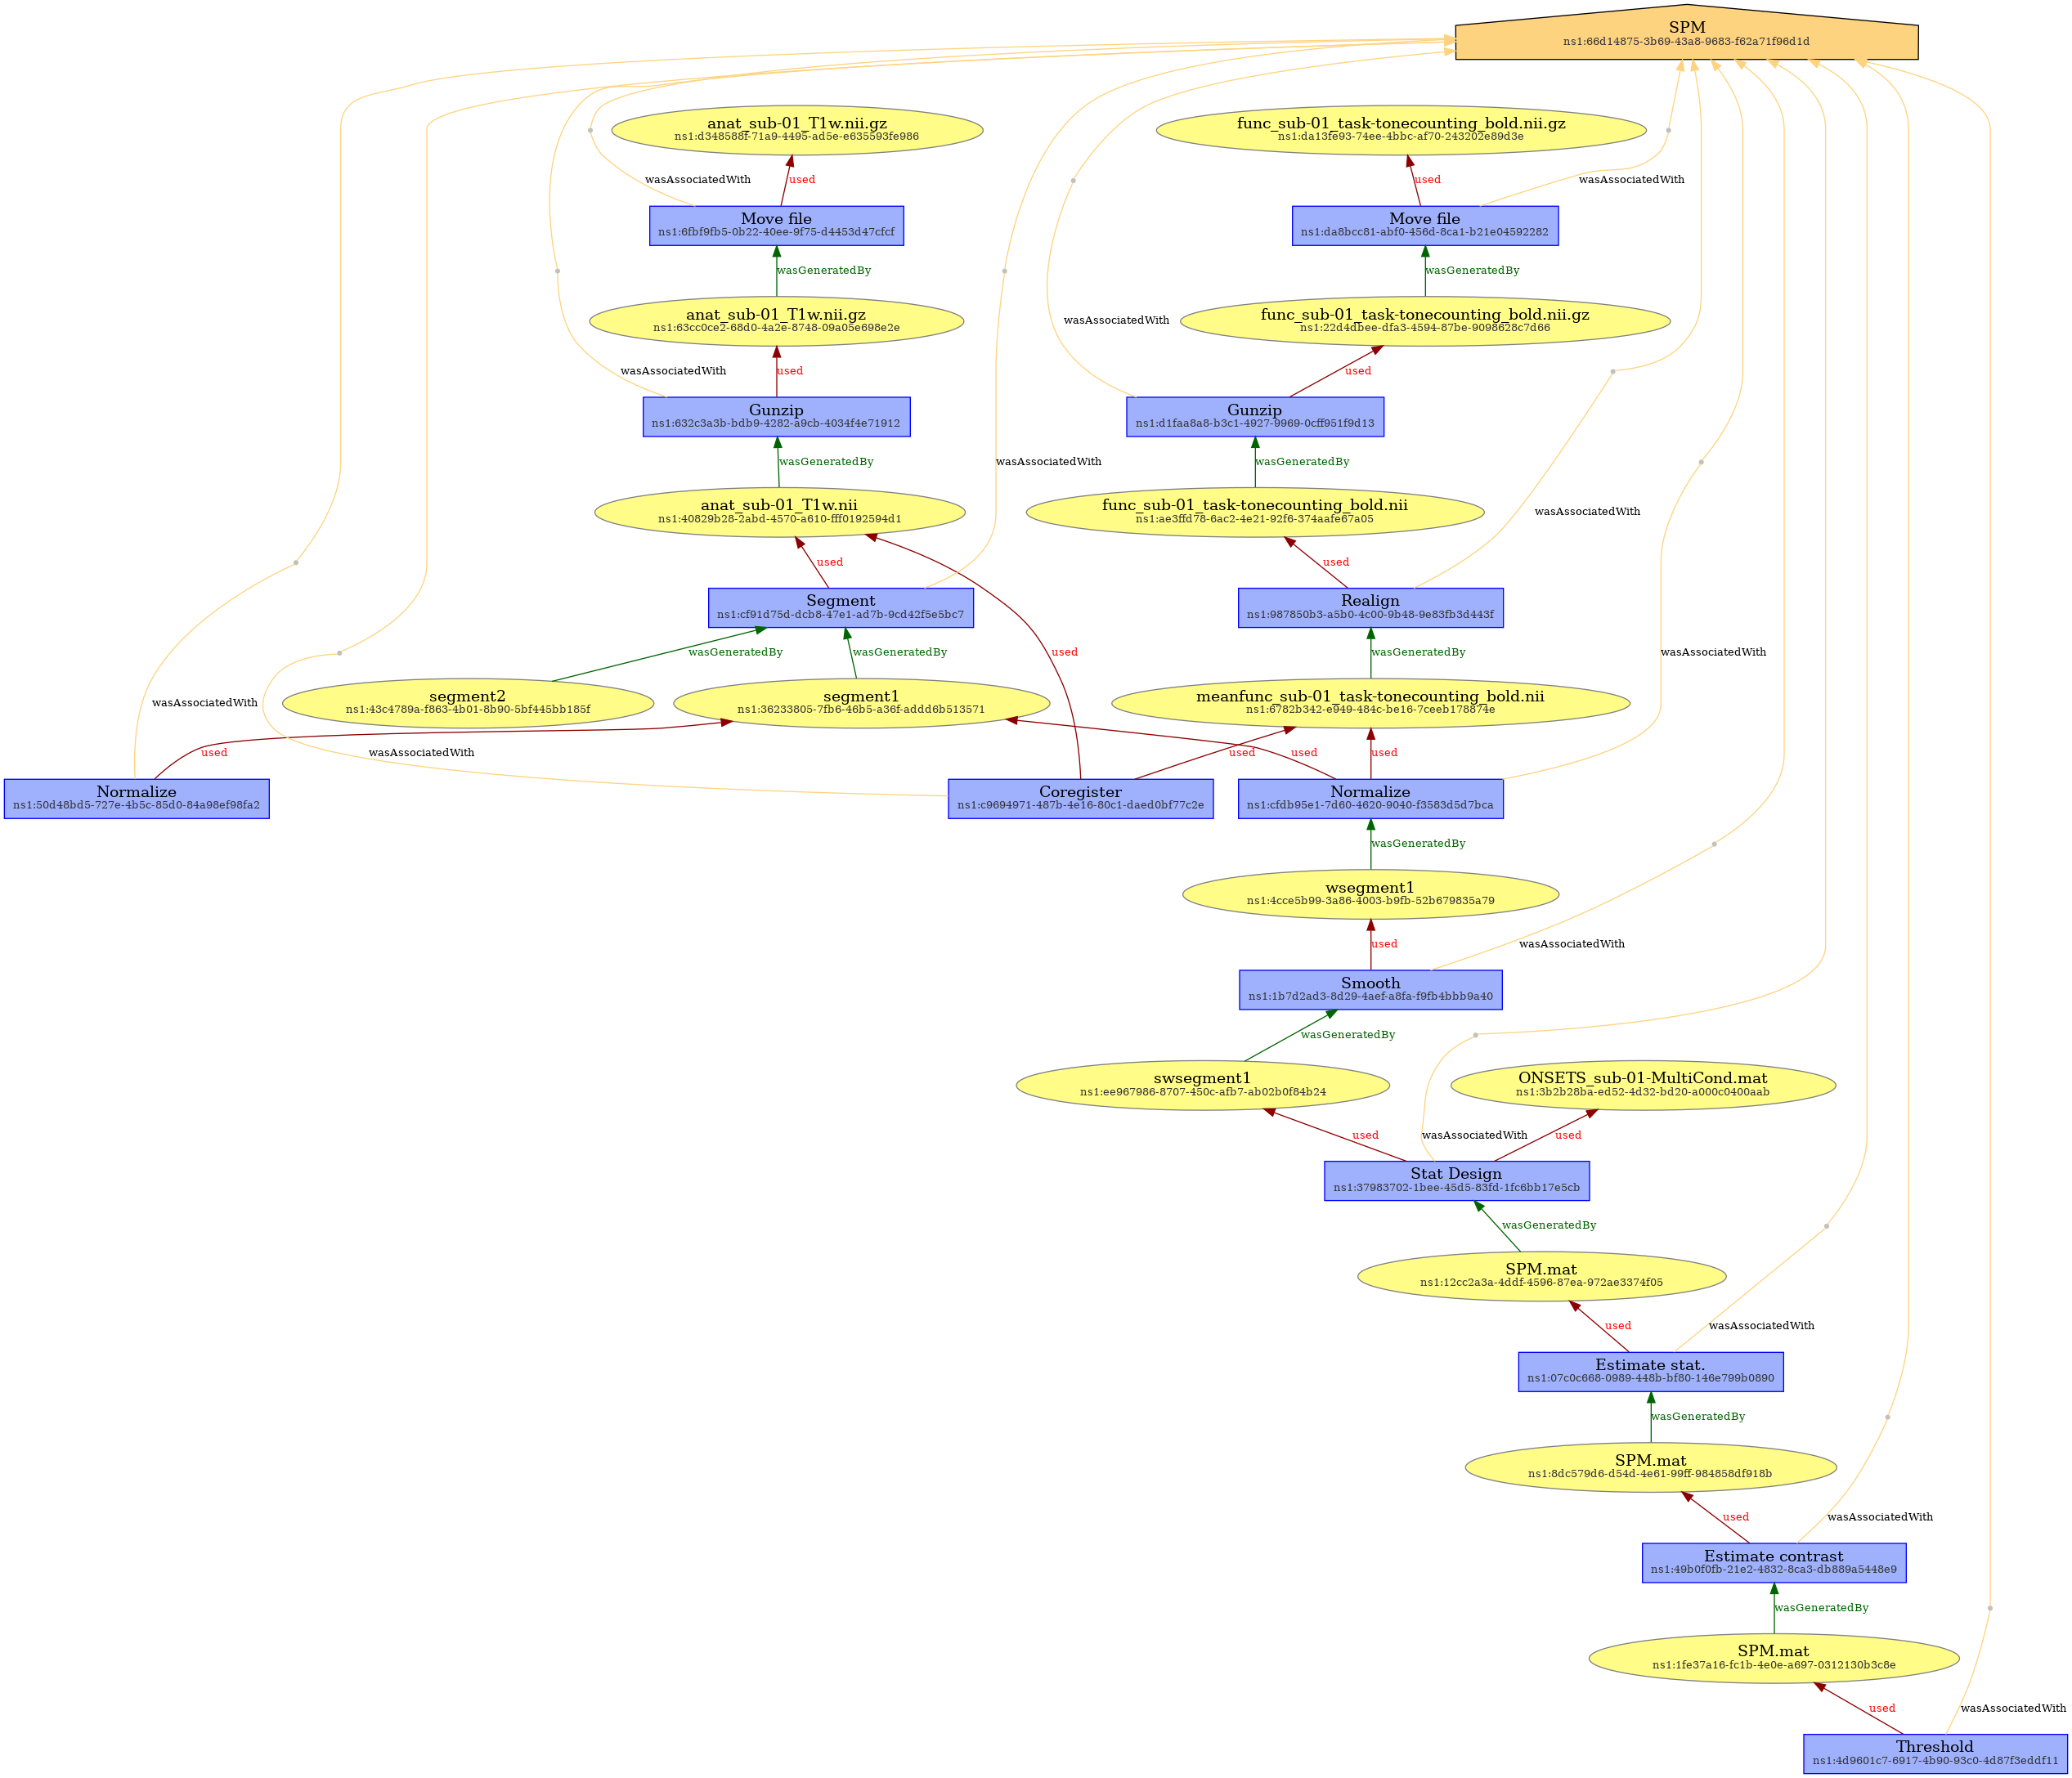 SPM
ns1:66d14875-3b69-43a8-9683-f62a71f96d1d
anat_sub-01_T1w.nii.gz
ns1:d348588f-71a9-4495-ad5e-e635593fe986
func_sub-01_task-tonecounting_bold.nii.gz
ns1:da13fe93-74ee-4bbc-af70-243202e89d3e
wasAssociatedWith
used
used
wasAssociatedWith
Move file
ns1:6fbf9fb5-0b22-40ee-9f75-d4453d47cfcf
Move file
ns1:da8bcc81-abf0-456d-8ca1-b21e04592282
wasGeneratedBy
wasGeneratedBy
anat_sub-01_T1w.nii.gz
ns1:63cc0ce2-68d0-4a2e-8748-09a05e698e2e
wasAssociatedWith
func_sub-01_task-tonecounting_bold.nii.gz
ns1:22d4dbee-dfa3-4594-87be-9098628c7d66
wasAssociatedWith
used
used
Gunzip
ns1:632c3a3b-bdb9-4282-a9cb-4034f4e71912
Gunzip
ns1:d1faa8a8-b3c1-4927-9969-0cff951f9d13
wasGeneratedBy
wasAssociatedWith
wasGeneratedBy
anat_sub-01_T1w.nii
ns1:40829b28-2abd-4570-a610-fff0192594d1
func_sub-01_task-tonecounting_bold.nii
ns1:ae3ffd78-6ac2-4e21-92f6-374aafe67a05
wasAssociatedWith
used
used
Segment
ns1:cf91d75d-dcb8-47e1-ad7b-9cd42f5e5bc7
Realign
ns1:987850b3-a5b0-4c00-9b48-9e83fb3d443f
wasGeneratedBy
wasGeneratedBy
used
wasGeneratedBy
wasAssociatedWith
wasAssociatedWith
segment2
ns1:43c4789a-f863-4b01-8b90-5bf445bb185f
segment1
ns1:36233805-7fb6-46b5-a36f-addd6b513571
meanfunc_sub-01_task-tonecounting_bold.nii
ns1:6782b342-e949-484c-be16-7ceeb178874e
used
wasAssociatedWith
used
used
used
Normalize
ns1:50d48bd5-727e-4b5c-85d0-84a98ef98fa2
Coregister
ns1:c9694971-487b-4e16-80c1-daed0bf77c2e
Normalize
ns1:cfdb95e1-7d60-4620-9040-f3583d5d7bca
wasGeneratedBy
wsegment1
ns1:4cce5b99-3a86-4003-b9fb-52b679835a79
used
wasAssociatedWith
Smooth
ns1:1b7d2ad3-8d29-4aef-a8fa-f9fb4bbb9a40
wasGeneratedBy
swsegment1
ns1:ee967986-8707-450c-afb7-ab02b0f84b24
ONSETS_sub-01-MultiCond.mat
ns1:3b2b28ba-ed52-4d32-bd20-a000c0400aab
used
wasAssociatedWith
used
Stat Design
ns1:37983702-1bee-45d5-83fd-1fc6bb17e5cb
wasGeneratedBy
SPM.mat
ns1:12cc2a3a-4ddf-4596-87ea-972ae3374f05
used
wasAssociatedWith
Estimate stat.
ns1:07c0c668-0989-448b-bf80-146e799b0890
wasGeneratedBy
SPM.mat
ns1:8dc579d6-d54d-4e61-99ff-984858df918b
used
wasAssociatedWith
Estimate contrast
ns1:49b0f0fb-21e2-4832-8ca3-db889a5448e9
wasGeneratedBy
SPM.mat
ns1:1fe37a16-fc1b-4e0e-a697-0312130b3c8e
used
wasAssociatedWith
Threshold
ns1:4d9601c7-6917-4b90-93c0-4d87f3eddf11